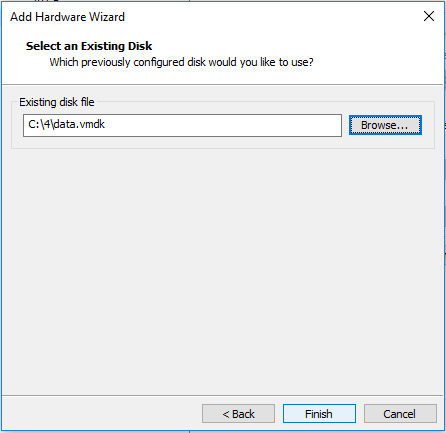 Add Hardware Wizard
Select an Existing Disk
Which previously configured disk would you like to use?
Existing disk file
C:\4\data.vmdk
Browse...
< Back
Finish
Cancel